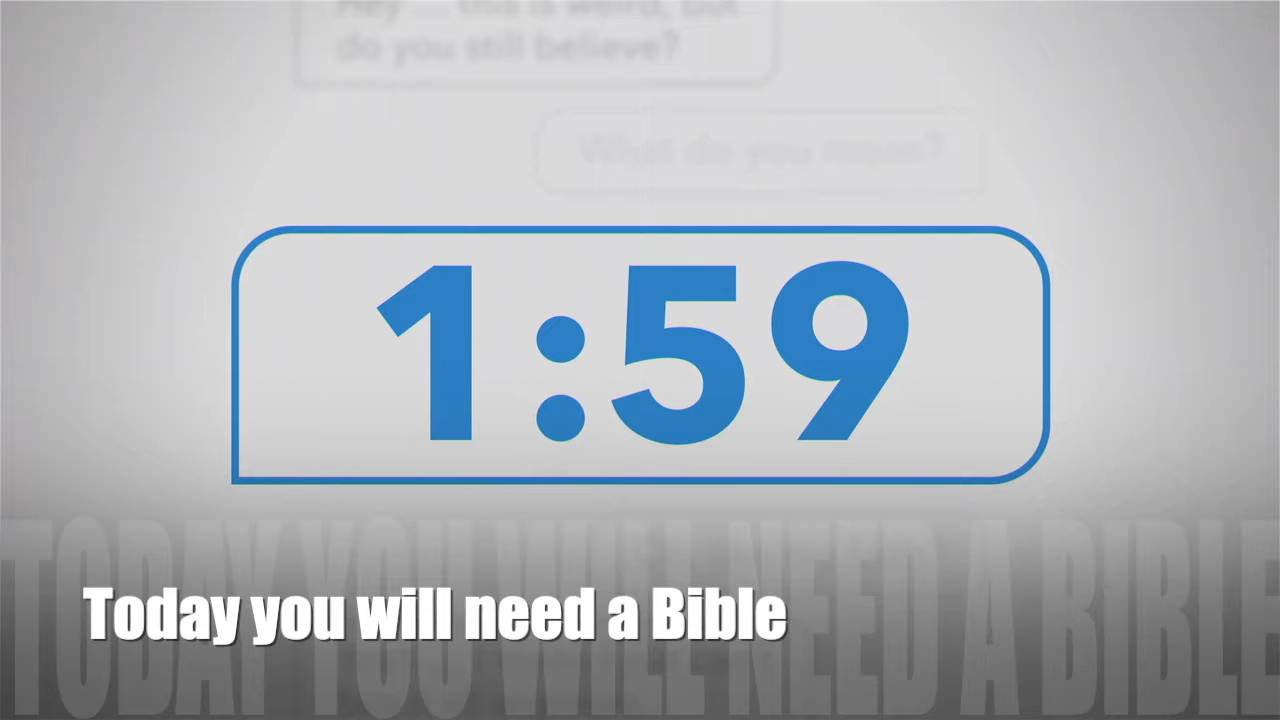 Hey ... this is weird, but
do you still believe?
What do you mean?
1:59
TODAY YOU WILL NEED A BIBLE
Today you will need a Bible